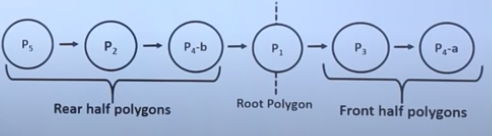 P5 P2 P4-b P1 P3 P4-a
Rear half polygons Root Polygon Front half polygons